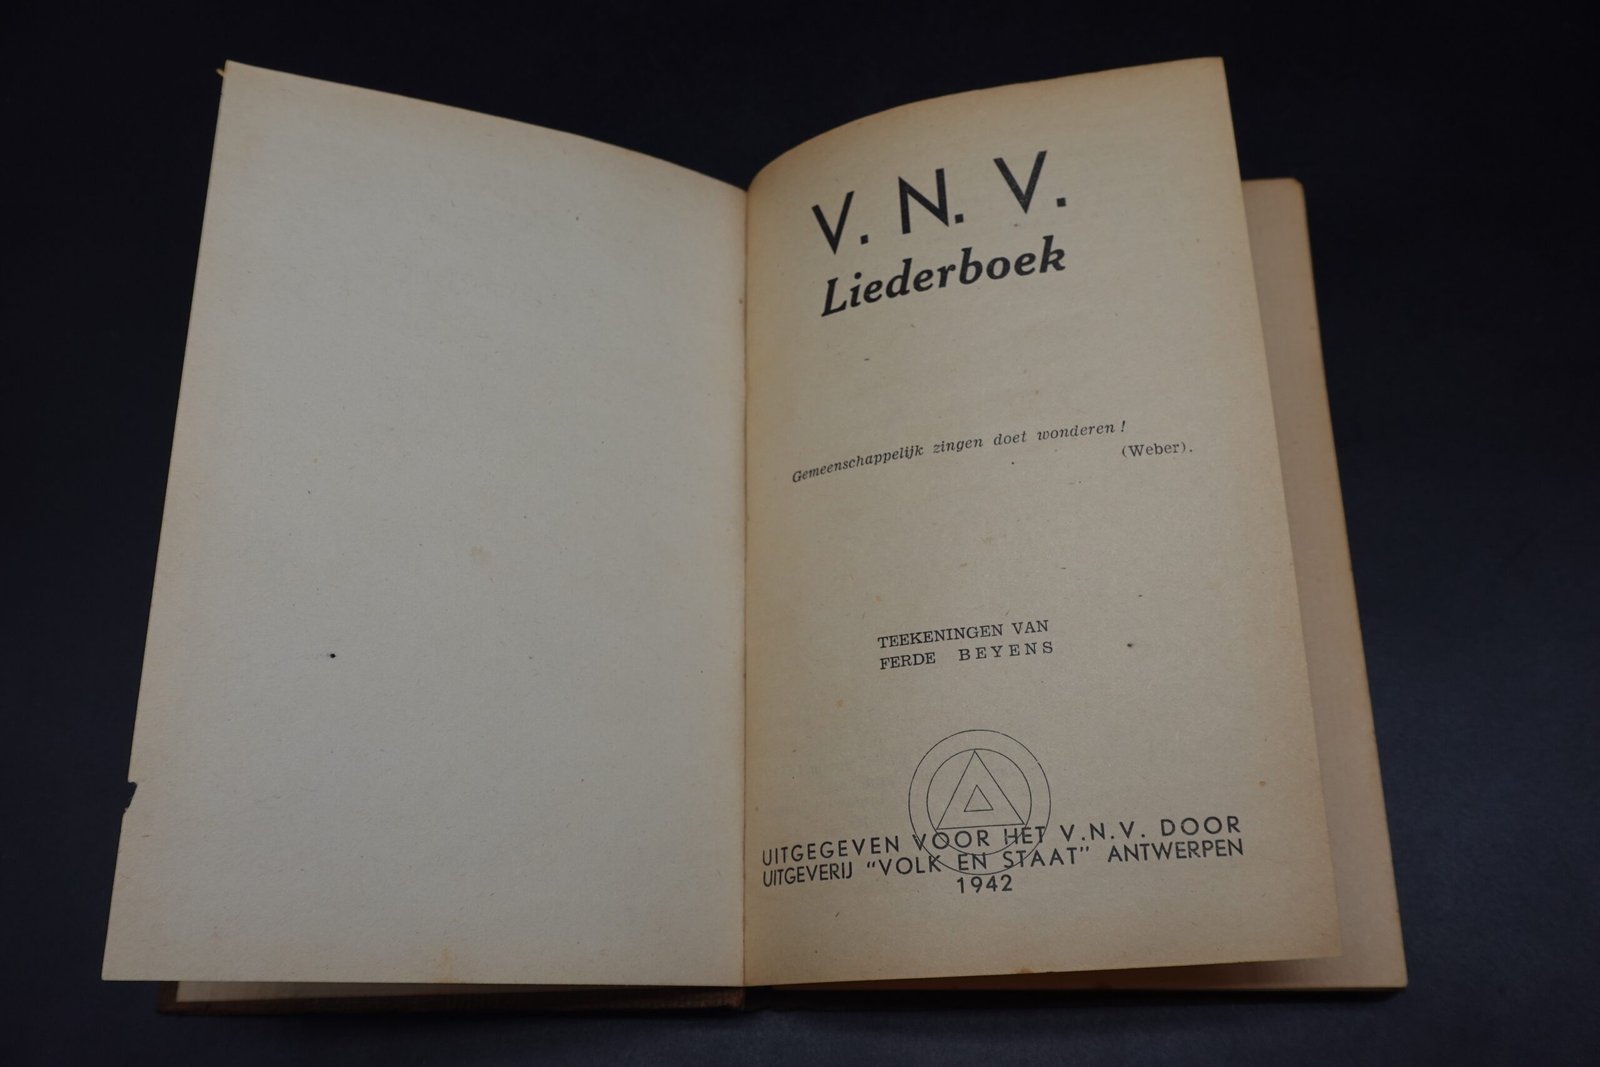 V. N. V.
Liederboek
Gemeenschappelijk zingen doet wonderen !
(Weber).
TEEKENINGEN VAN
FERDE BEYENS
UITGEGEVEN VOOR HET V.N.V. DOOR
UITGEVERIJ "VOLK EN STAAT" ANTWERPEN
1942